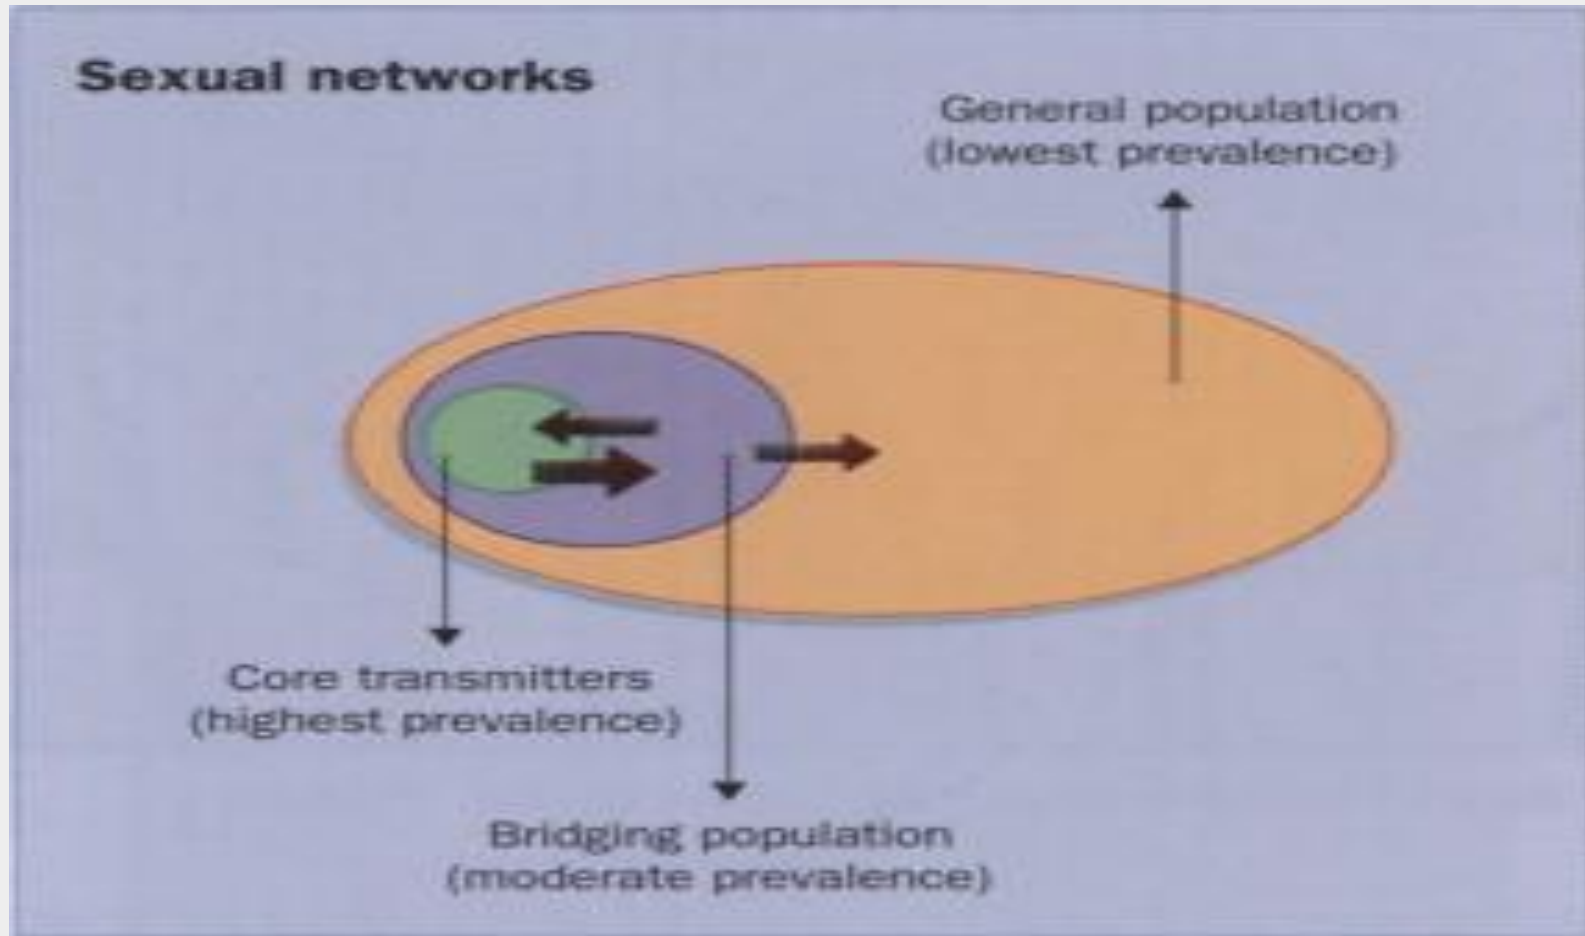 Sexual networks
General population
(lowest prevalence)
Core transmitters
(highest prevalence)
Bridging population
(moderate prevalence)